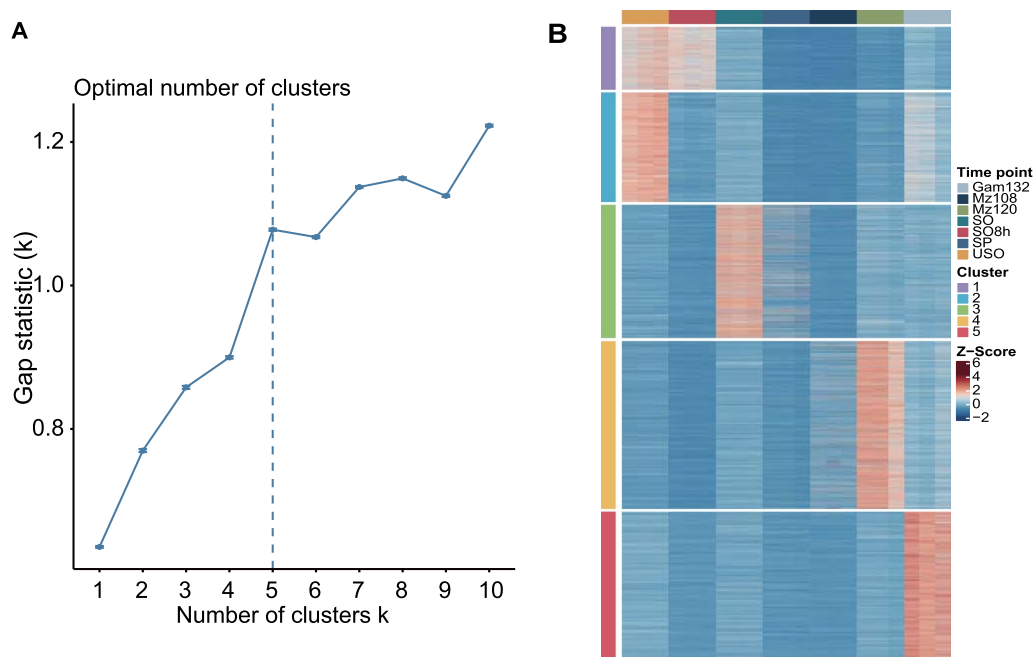 A
Optimal number of clusters
1.2
1.0
0.8
Gap statistic (k)
1 2 3 4 5 6 7 8 9 10
Number of clusters k
B
Time point
Gam132
Mz108
Mz120
SO
SO8h
SP
USO
Cluster
1
2
3
4
5
Z−Score
6
4
2
0
−2